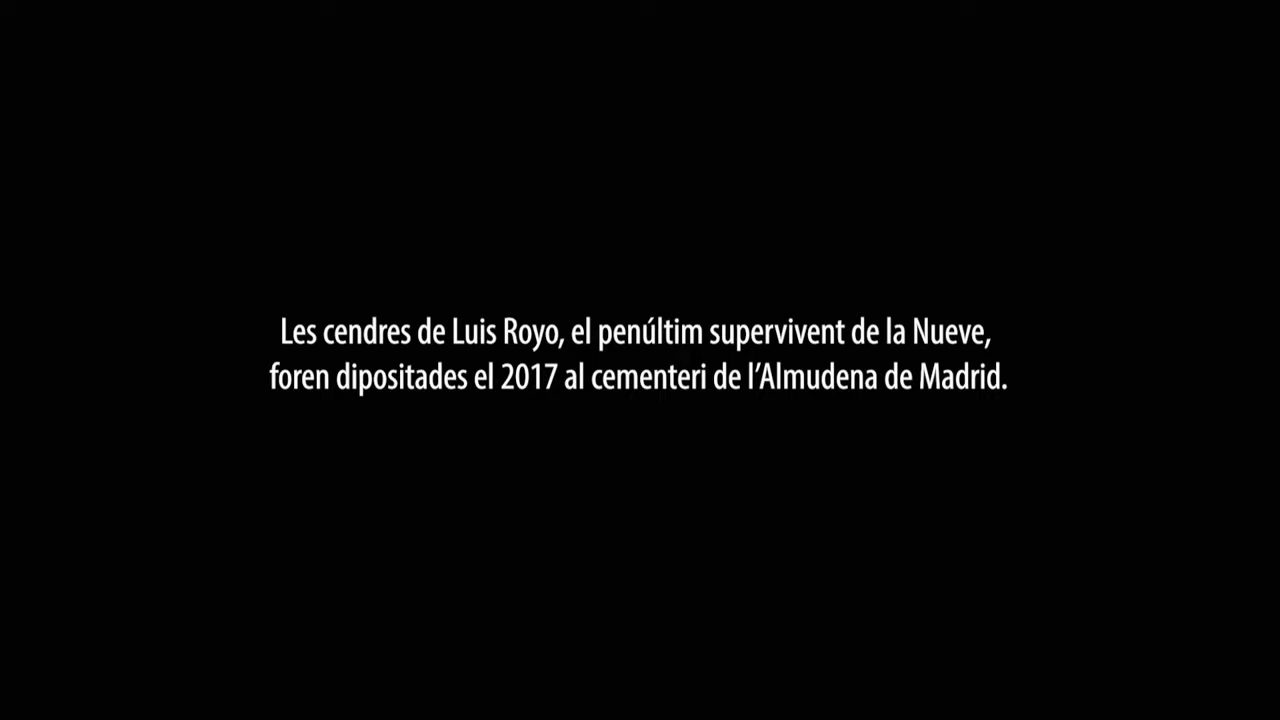 Les cendres de Luis Royo, el penúltim supervivent de la Nueve,
foren dipositades el 2017 al cementeri de l’Almudena de Madrid.